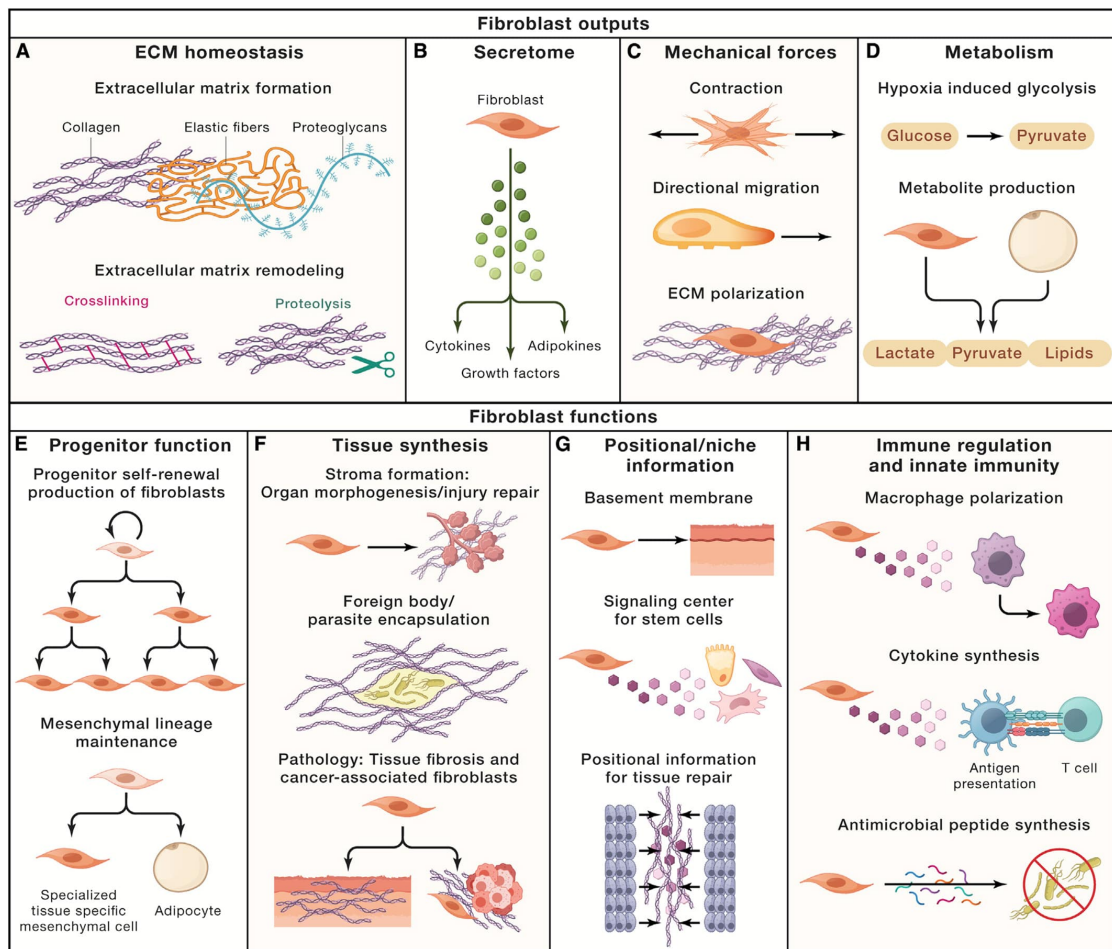 Fibroblast outputs
A ECM homeostasis
Extracellular matrix formation
Collagen Elastic fibers Proteoglycans
Extracellular matrix remodeling
Crosslinking Proteolysis
B Secretome
Fibroblast
Cytokines Adipokines
Growth factors
C Mechanical forces
Contraction
Directional migration
ECM polarization
D Metabolism
Hypoxia induced glycolysis
Glucose Pyruvate
Metabolite production
Lactate Pyruvate Lipids
Fibroblast functions
E Progenitor function
Progenitor self-renewal
production of fibroblasts
Mesenchymal lineage
maintenance
Specialized
tissue specific
mesenchymal cell
Adipocyte
F Tissue synthesis
Stroma formation:
Organ morphogenesis/injury repair
Foreign body/
parasite encapsulation
Pathology: Tissue fibrosis and
cancer-associated fibroblasts
G Positional/niche
information
Basement membrane
Signaling center
for stem cells
Positional information
for tissue repair
H Immune regulation
and innate immunity
Macrophage polarization
Cytokine synthesis
Antigen
presentation
T cell
Antimicrobial peptide synthesis